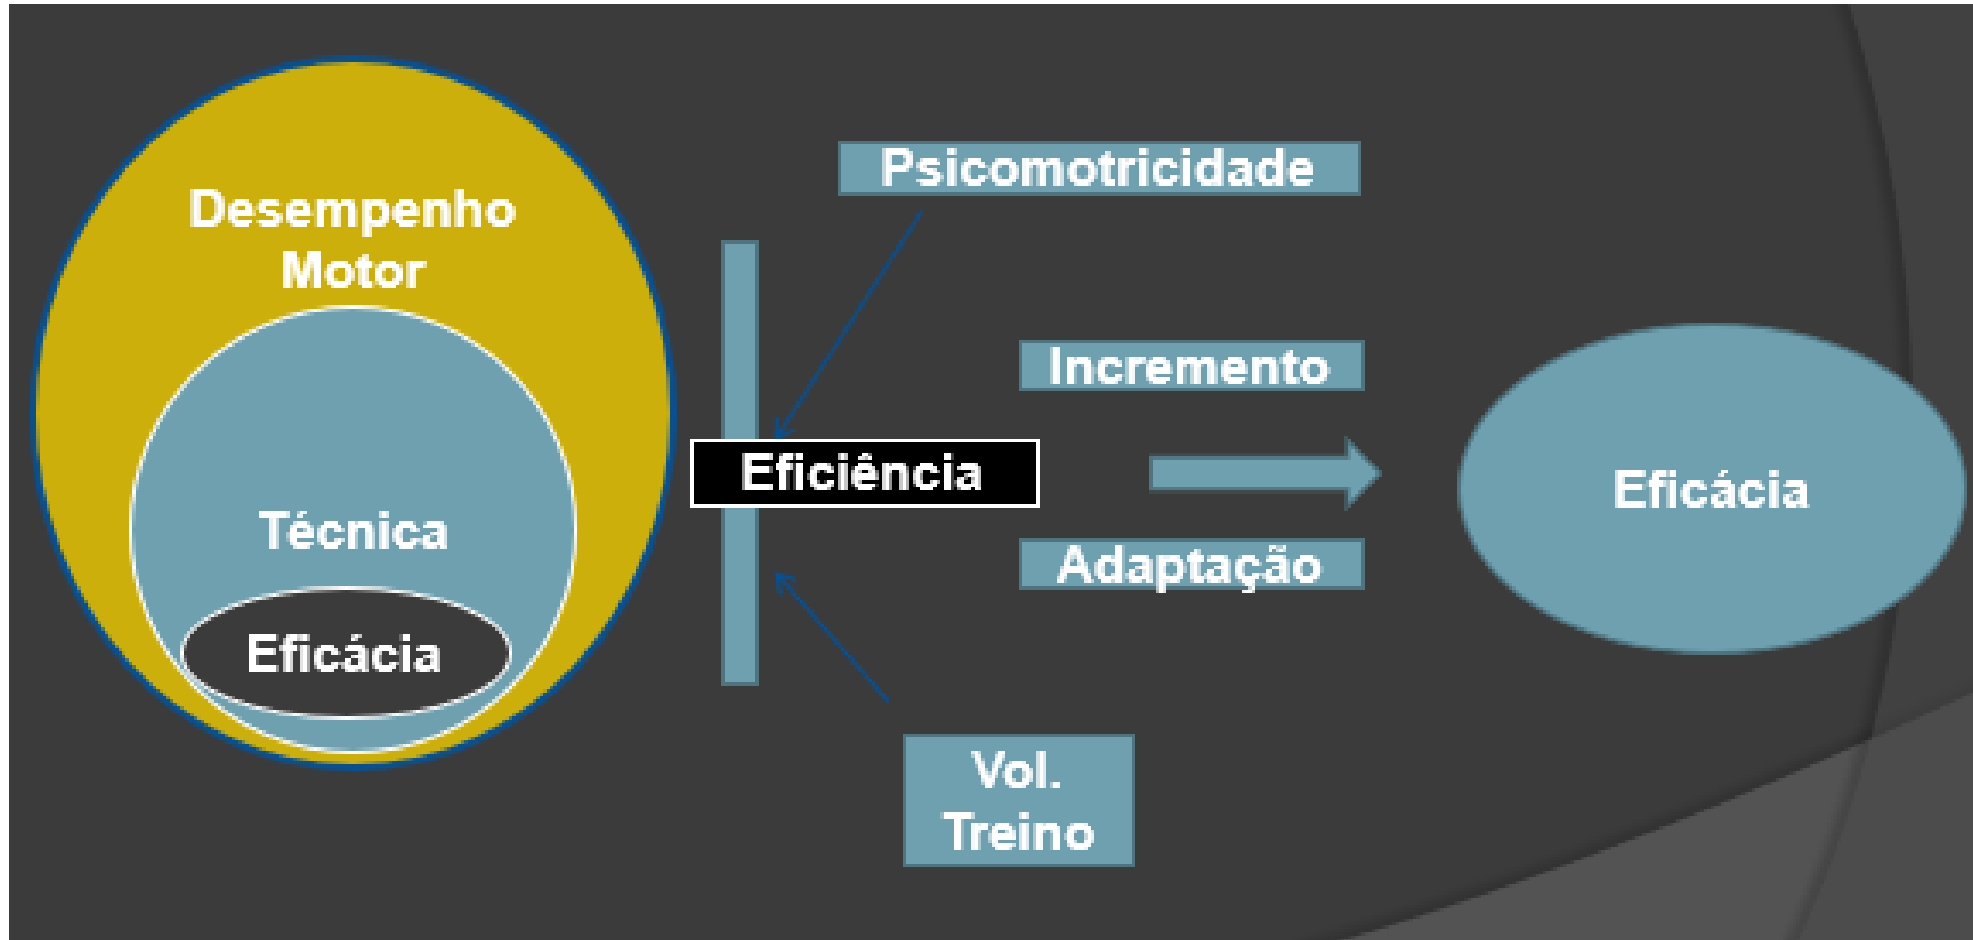 Desempenho
Motor
Técnica
Eficácia
Psicomotricidade
Eficiência
Vol.
Treino
Incremento
Adaptação
Eficácia